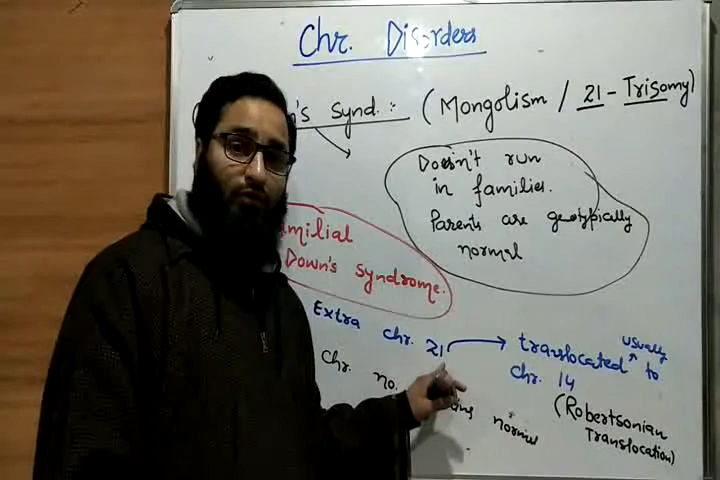 Chr. Disorders
's Synd. :- (Mongolism / 21 - Trisomy)
Doesn't run
in families.
Parents are genotypically
normal
milial
Down's syndrome.
Extra chr. 21 → translocated usually to
chr. 14
Chr. no. normal
(Robertsonian
Translocation)